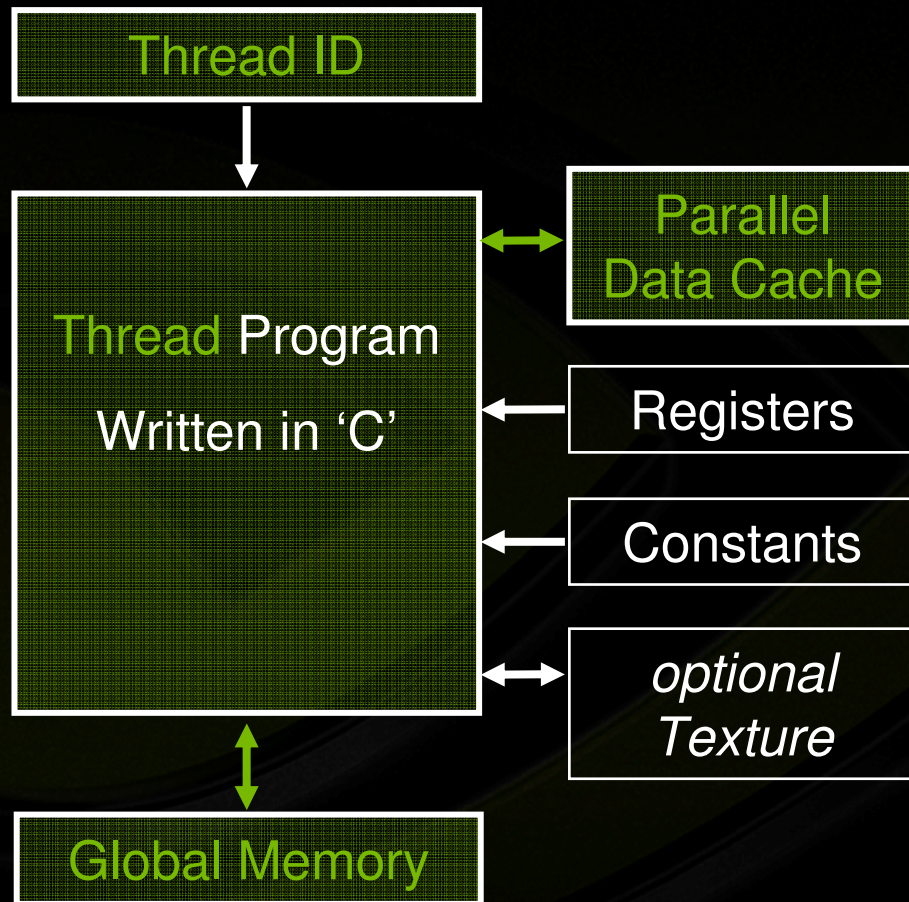 Thread ID
Parallel
Data Cache
Thread Program
Written in ‘C’
Registers
Constants
optional
Texture
Global Memory